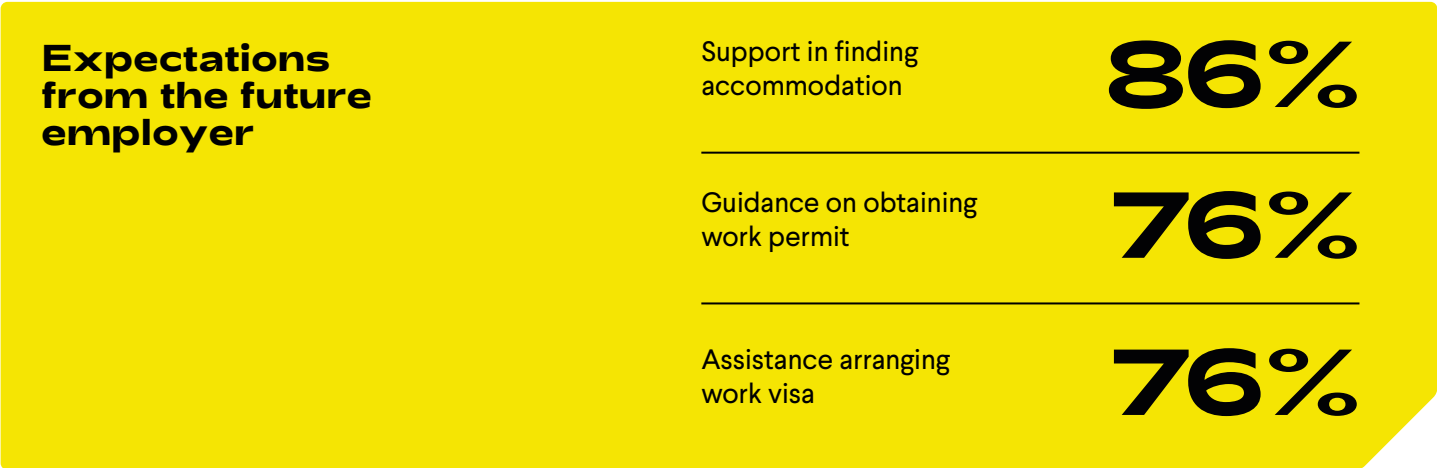 Expectations
from the future
employer
Support in finding
accommodation
86%
Guidance on obtaining
work permit
76%
Assistance arranging
work visa
76%